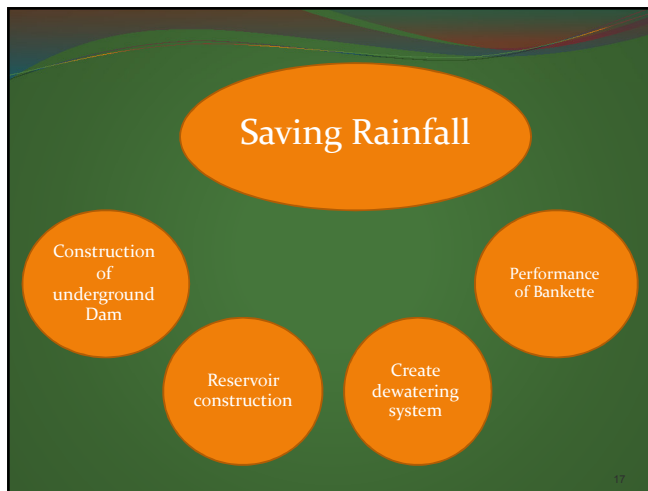 Saving Rainfall
Construction
of
underground
Dam
Reservoir
construction
Create
dewatering
system
Performance
of Bankette
17